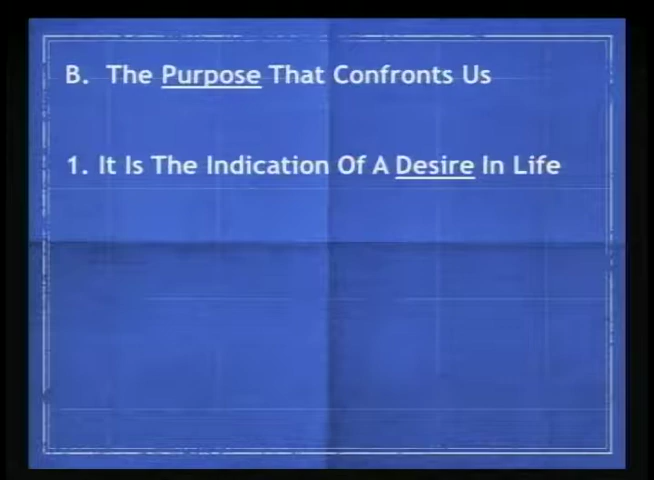 B. The Purpose That Confronts Us
1. It Is The Indication Of A Desire In Life